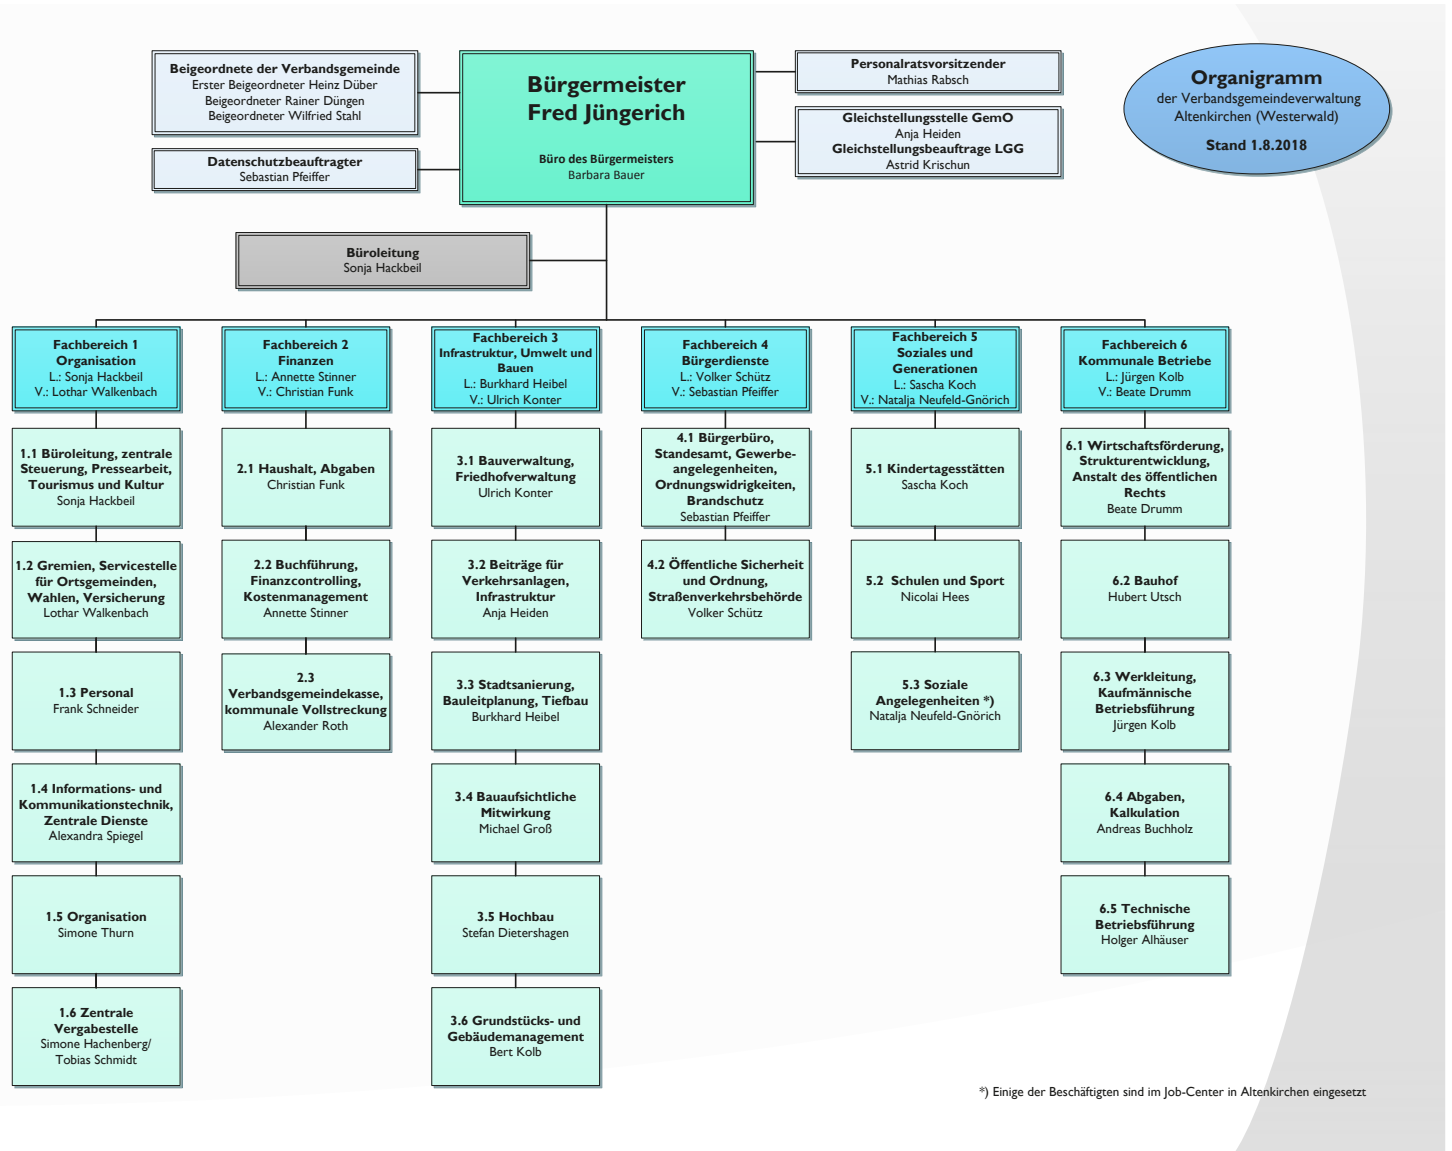 Beigeordnete der Verbandsgemeinde
Erster Beigeordneter Heinz Düber
Beigeordneter Rainer Düngen
Beigeordneter Wilfried Stahl
Datenschutzbeauftragter
Sebastian Pfeiffer
Bürgermeister
Fred Jüngerich
Büro des Bürgermeisters
Barbara Bauer
Personalratsvorsitzender
Mathias Rabsch
Gleichstellungsstelle GemO
Anja Heiden
Gleichstellungsbeauftrage LGG
Astrid Krischun
Organigramm
der Verbandsgemeindeverwaltung
Altenkirchen (Westerwald)
Stand 1.8.2018
Büroleitung
Sonja Hackbeil
Fachbereich 1
Organisation
L.: Sonja Hackbeil
V.: Lothar Walkenbach
1.1 Büroleitung, zentrale
Steuerung, Pressearbeit,
Tourismus und Kultur
Sonja Hackbeil
1.2 Gremien, Servicestelle
für Ortsgemeinden,
Wahlen, Versicherung
Lothar Walkenbach
1.3 Personal
Frank Schneider
1.4 Informations- und
Kommunikationstechnik,
Zentrale Dienste
Alexandra Spiegel
1.5 Organisation
Simone Thurn
1.6 Zentrale
Vergabestelle
Simone Hachenberg/
Tobias Schmidt
Fachbereich 2
Finanzen
L.: Annette Stinner
V.: Christian Funk
2.1 Haushalt, Abgaben
Christian Funk
2.2 Buchführung,
Finanzcontrolling,
Kostenmanagement
Annette Stinner
2.3
Verbandsgemeindekasse,
kommunale Vollstreckung
Alexander Roth
Fachbereich 3
Infrastruktur, Umwelt und
Bauen
L.: Burkhard Heibel
V.: Ulrich Konter
3.1 Bauverwaltung,
Friedhofverwaltung
Ulrich Konter
3.2 Beiträge für
Verkehrsanlagen,
Infrastruktur
Anja Heiden
3.3 Stadtsanierung,
Bauleitplanung, Tiefbau
Burkhard Heibel
3.4 Bauaufsichtliche
Mitwirkung
Michael Groß
3.5 Hochbau
Stefan Dietershagen
3.6 Grundstücks- und
Gebäudemanagement
Bert Kolb
Fachbereich 4
Bürgerdienste
L.: Volker Schütz
V.: Sebastian Pfeiffer
4.1 Bürgerbüro,
Standesamt, Gewerbe-
angelegenheiten,
Ordnungswidrigkeiten,
Brandschutz
Sebastian Pfeiffer
4.2 Öffentliche Sicherheit
und Ordnung,
Straßenverkehrsbehörde
Volker Schütz
Fachbereich 5
Soziales und
Generationen
L.: Sascha Koch
V.: Natalja Neufeld-Gnörich
5.1 Kindertagesstätten
Sascha Koch
5.2 Schulen und Sport
Nicolai Hees
5.3 Soziale
Angelegenheiten *)
Natalja Neufeld-Gnörich
Fachbereich 6
Kommunale Betriebe
L.: Jürgen Kolb
V.: Beate Drumm
6.1 Wirtschaftsförderung,
Strukturentwicklung,
Anstalt des öffentlichen
Rechts
Beate Drumm
6.2 Bauhof
Hubert Utsch
6.3 Werkleitung,
Kaufmännische
Betriebsführung
Jürgen Kolb
6.4 Abgaben,
Kalkulation
Andreas Buchholz
6.5 Technische
Betriebsführung
Holger Alhäuser
*) Einige der Beschäftigten sind im Job-Center in Altenkirchen eingesetzt